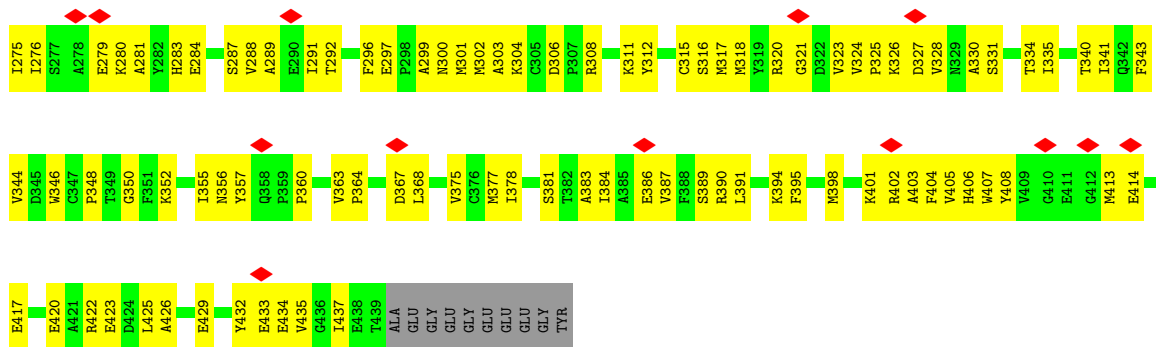 I275 I276 S277 A278 E279 K280 A281 Y282 H283 E284 S287 V288 A289 E290 I291 T292 F296 E297 P298 A299 N300 M301 M302 A303 K304 C305 D306 P307 R308 K311 Y312 C315 S316 M317 M318 Y319 R320 G321 D322 V323 V324 P325 K326 D327 V328 N329 A330 S331 T334 I335 T340 I341 Q342 F343
V344 D345 W346 C347 P348 T349 G350 F351 K352 I355 N356 Y357 Q358 P359 P360 V363 P364 D367 L368 V375 C376 M377 I378 S381 T382 A383 I384 A385 E386 V387 F388 S389 R390 L391 K394 F395 M398 K401 R402 A403 F404 V405 H406 W407 Y408 V409 G410 E411 G412 M413 E414
E417 E420 A421 R422 E423 D424 L425 A426 E429 Y432 E433 E434 V435 G436 I437 E438 T439 ALA GLU GLY GLU GLY GLU GLU GLU GLY TYR